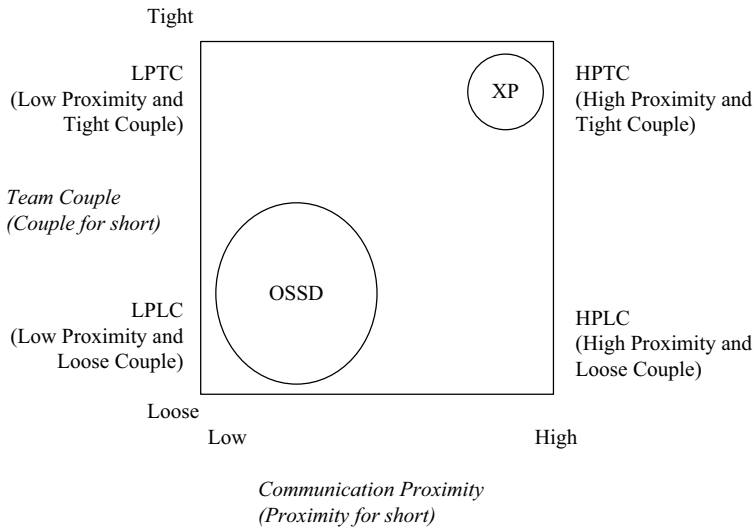 Tight
LPTC
(Low Proximity and
Tight Couple)
XP
HPTC
(High Proximity and
Tight Couple)
Team Couple
(Couple for short)
OSSD
LPLC
(Low Proximity and
Loose Couple)
HPLC
(High Proximity and
Loose Couple)
Loose
Low
High
Communication Proximity
(Proximity for short)